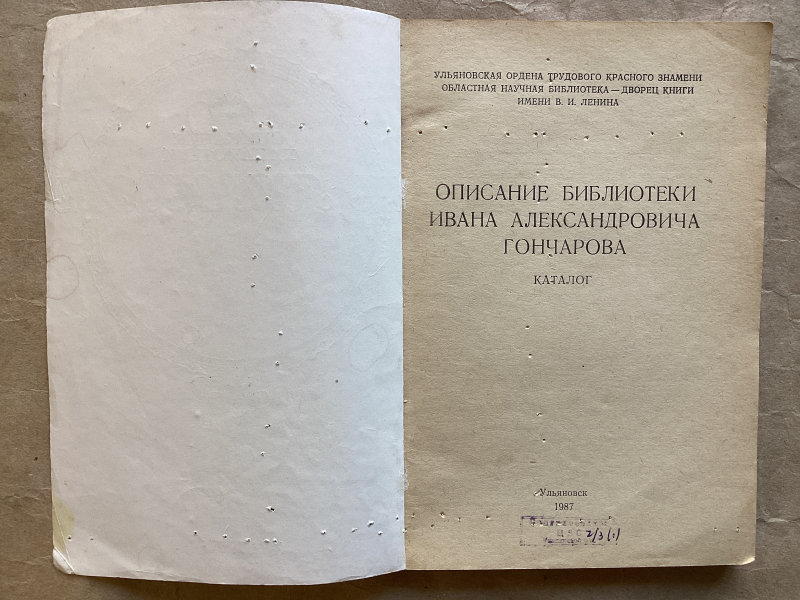 УЛЬЯНОВСКАЯ ОРДЕНА ТРУДОВОГО КРАСНОГО ЗНАМЕНИ
ОБЛАСТНАЯ НАУЧНАЯ БИБЛИОТЕКА — ДВОРЕЦ КНИГИ
ИМЕНИ В. И. ЛЕНИНА
ОПИСАНИЕ БИБЛИОТЕКИ
ИВАНА АЛЕКСАНДРОВИЧА
ГОНЧАРОВА
КАТАЛОГ
Ульяновск
1987
ЦБС